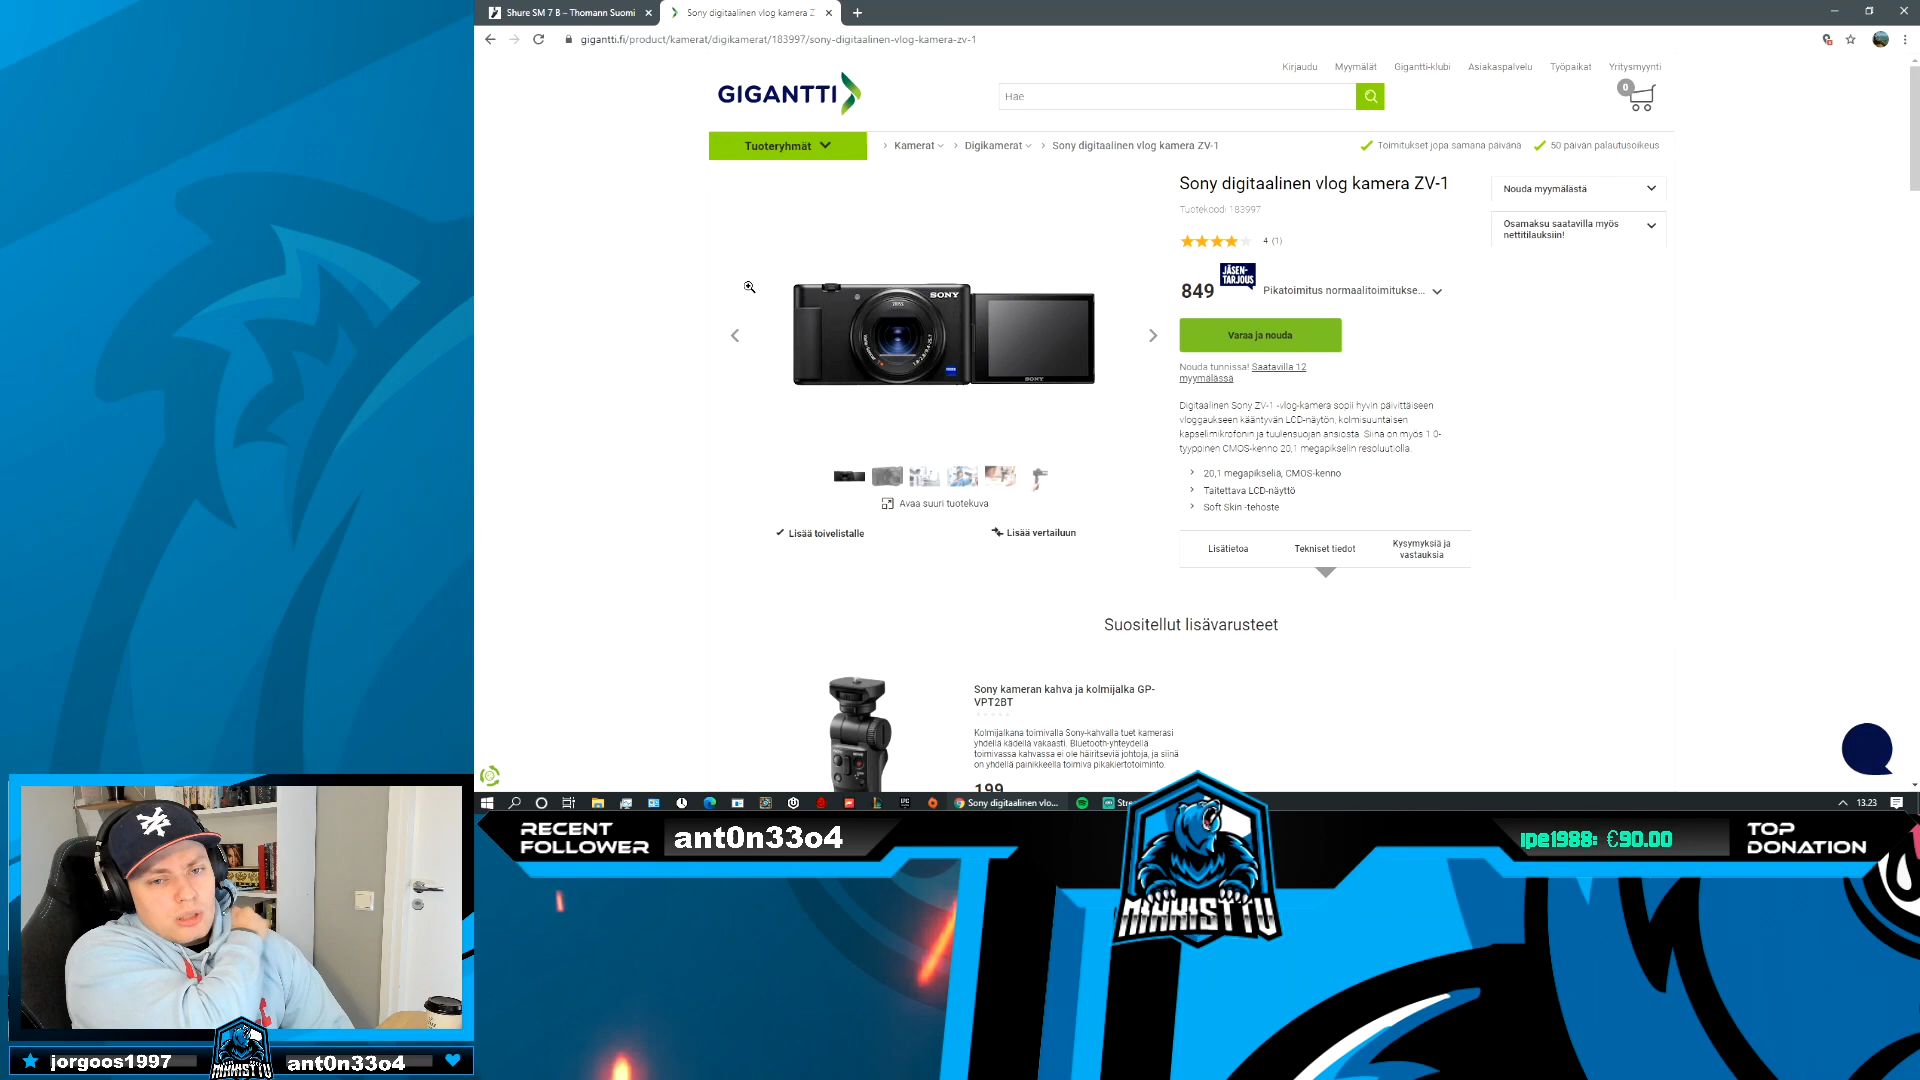 Shure SM 7 B – Thomann Suomi
Sony digitaalinen vlog kamera Z
gigantti.fi/product/kamerat/digikamerat/183997/sony-digitaalinen-vlog-kamera-zv-1
Kirjaudu Myymälät Gigantti-klubi Asiakaspalvelu Työpaikat Yritysmyynti
GIGANTTI
Hae
0
Tuoteryhmät
Kamerat Digikamerat Sony digitaalinen vlog kamera ZV-1
Toimitukset jopa samana päivänä 50 päivän palautusoikeus
Sony digitaalinen vlog kamera ZV-1
Tuotekoodi: 183997
4 (1)
Nouda myymälästä
Osamaksu saatavilla myös
nettitilauksiin!
JÄSEN-
TARJOUS
849 Pikatoimitus normaalitoimitukse...
Varaa ja nouda
Nouda tunnissa! Saatavilla 12
myymälässä
SONY
ZEISS
SONY
Digitaalinen Sony ZV-1 -vlog-kamera sopii hyvin päivittäiseen
vloggaukseen kääntyvän LCD-näytön, kolmisuuntaisen
kapselimikrofonin ja tuulensuojan ansiosta. Siinä on myös 1.0-
tyyppinen CMOS-kenno 20,1 megapikselin resoluutiolla.
20,1 megapikseliä, CMOS-kenno
Taitettava LCD-näyttö
Soft Skin -tehoste
Avaa suuri tuotekuva
Lisää toivelistalle Lisää vertailuun
Lisätietoa Tekniset tiedot Kysymyksiä ja
vastauksia
Suositellut lisävarusteet
Sony kameran kahva ja kolmijalka GP-
VPT2BT
Kolmijalkana toimivalla Sony-kahvalla tuet kamerasi
yhdellä kädellä vakaasti. Bluetooth-yhteydellä
toimivassa kahvassa ei ole häiritseviä johtoja, ja siinä
on yhdellä painikkeella toimiva pikakiertotoiminto.
199
Sony digitaalinen vlo...
Stre
13.23
RECENT
FOLLOWER
ant0n33o4
ipe1988: €90.00
TOP
DONATION
MIKKISTTV
jorgoos1997
MIKKISTTV
ant0n33o4